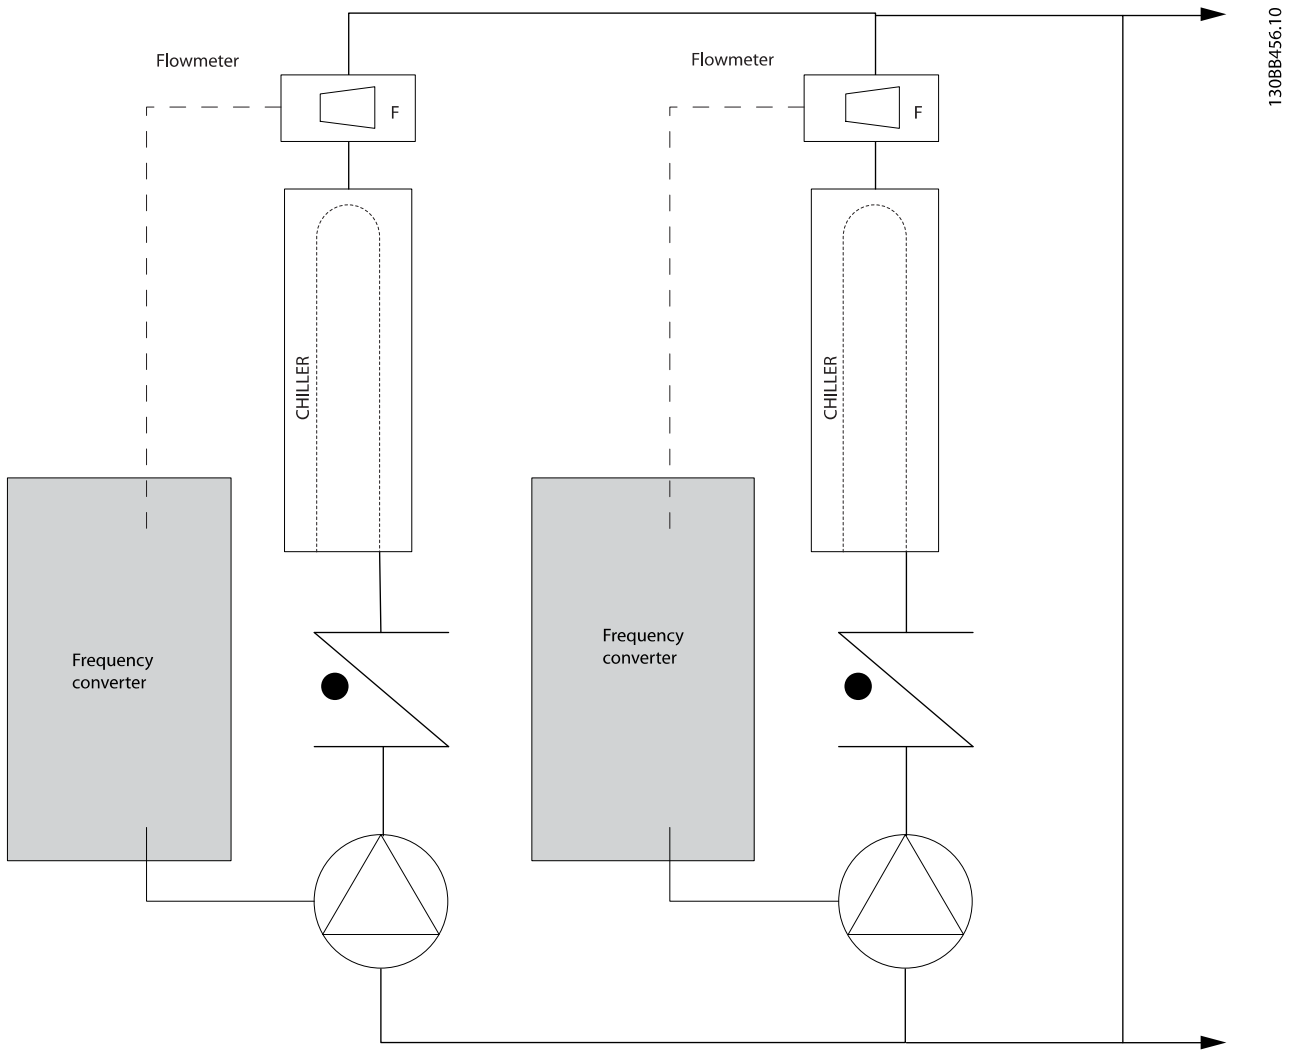 130BB456.10
Flowmeter
Flowmeter
F
F
CHILLER
CHILLER
Frequency
converter
Frequency
converter